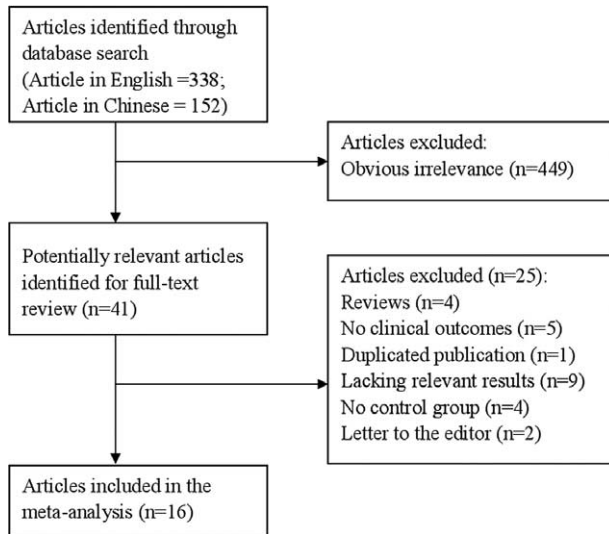 Articles identified through
database search
(Article in English =338;
Article in Chinese = 152)
Articles excluded:
Obvious irrelevance (n=449)
Potentially relevant articles
identified for full-text
review (n=41)
Articles excluded (n=25):
Reviews (n=4)
No clinical outcomes (n=5)
Duplicated publication (n=1)
Lacking relevant results (n=9)
No control group (n=4)
Letter to the editor (n=2)
Articles included in the
meta-analysis (n=16)